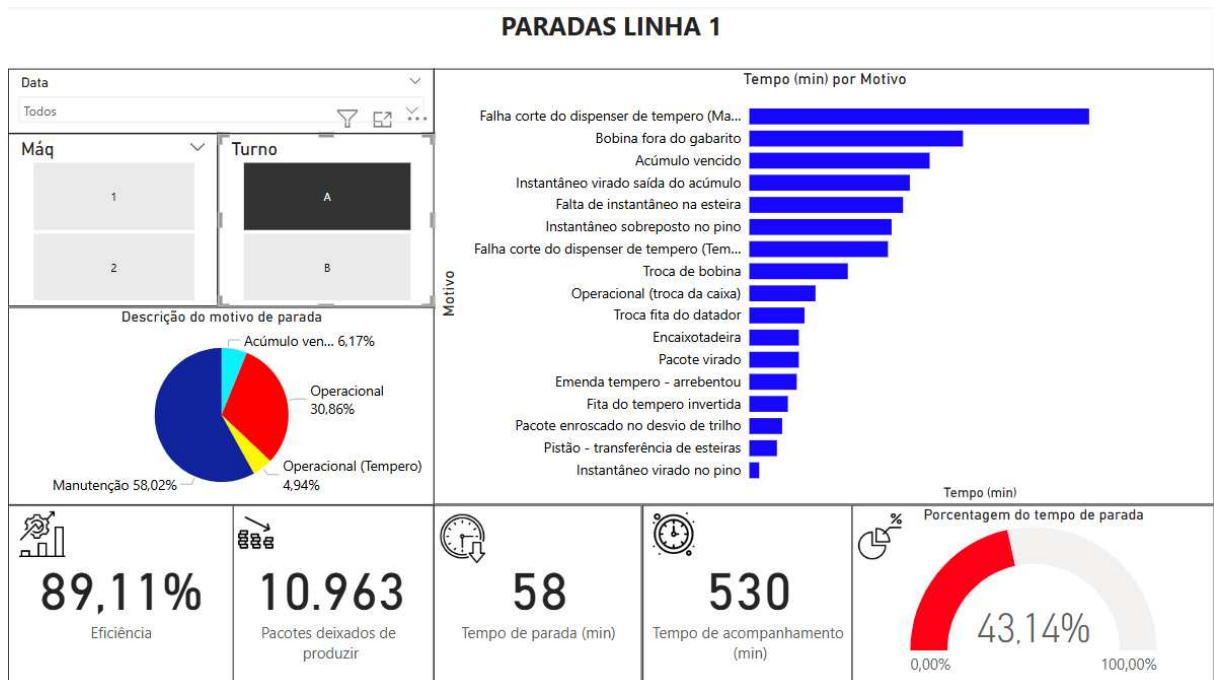 PARADAS LINHA 1
Data
Todos
Máq
1
2
Turno
A
B
Descrição do motivo de parada
Acúmulo ven... 6,17%
Operacional
30,86%
Operacional (Tempero)
4,94%
Manutenção 58,02%
Tempo (min) por Motivo
Motivo
Falha corte do dispenser de tempero (Ma...
Bobina fora do gabarito
Acúmulo vencido
Instantâneo virado saída do acúmulo
Falta de instantâneo na esteira
Instantâneo sobreposto no pino
Falha corte do dispenser de tempero (Tem...
Troca de bobina
Operacional (troca da caixa)
Troca fita do datador
Encaixotadeira
Pacote virado
Emenda tempero - arrebentou
Fita do tempero invertida
Pacote enroscado no desvio de trilho
Pistão - transferência de esteiras
Instantâneo virado no pino
Tempo (min)
89,11%
Eficiência
10.963
Pacotes deixados de
produzir
58
Tempo de parada (min)
530
Tempo de acompanhamento
(min)
%
Porcentagem do tempo de parada
43,14%
0,00%
100,00%